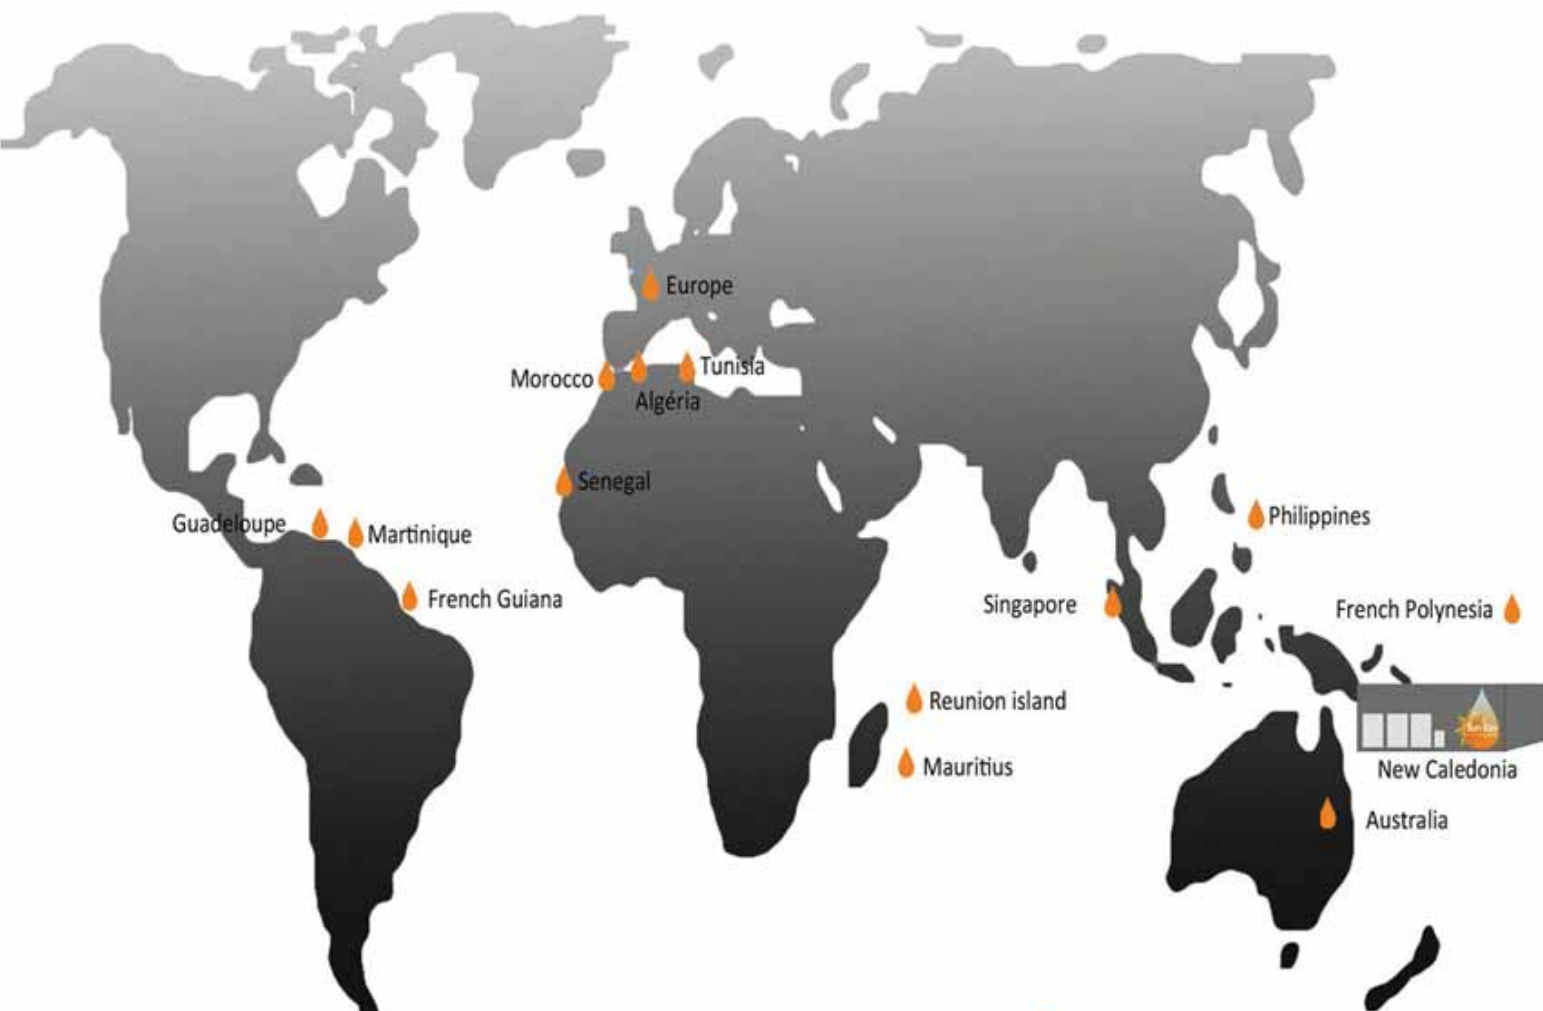 Europe
Morocco
Tunisia
Algéria
Senegal
Guadeloupe
Martinique
French Guiana
Philippines
Singapore
French Polynesia
Reunion island
Mauritius
New Caledonia
Australia